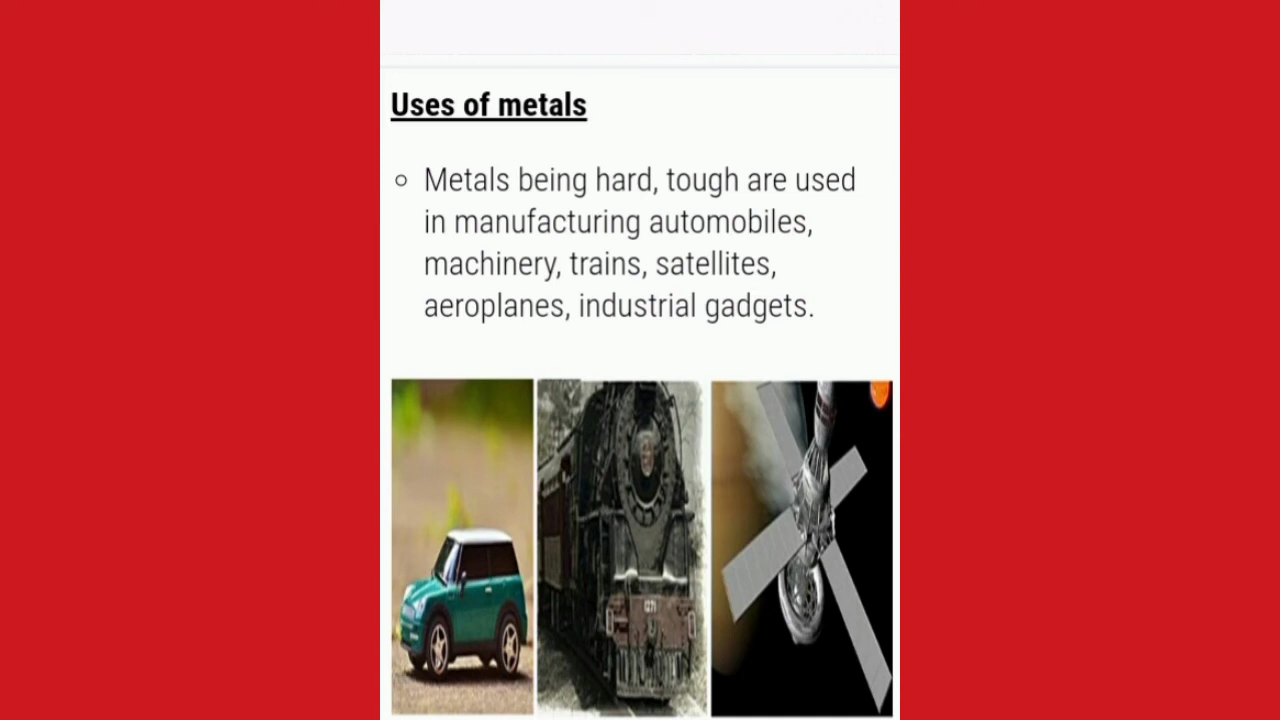 Uses of metals
Metals being hard, tough are used
in manufacturing automobiles,
machinery, trains, satellites,
aeroplanes, industrial gadgets.